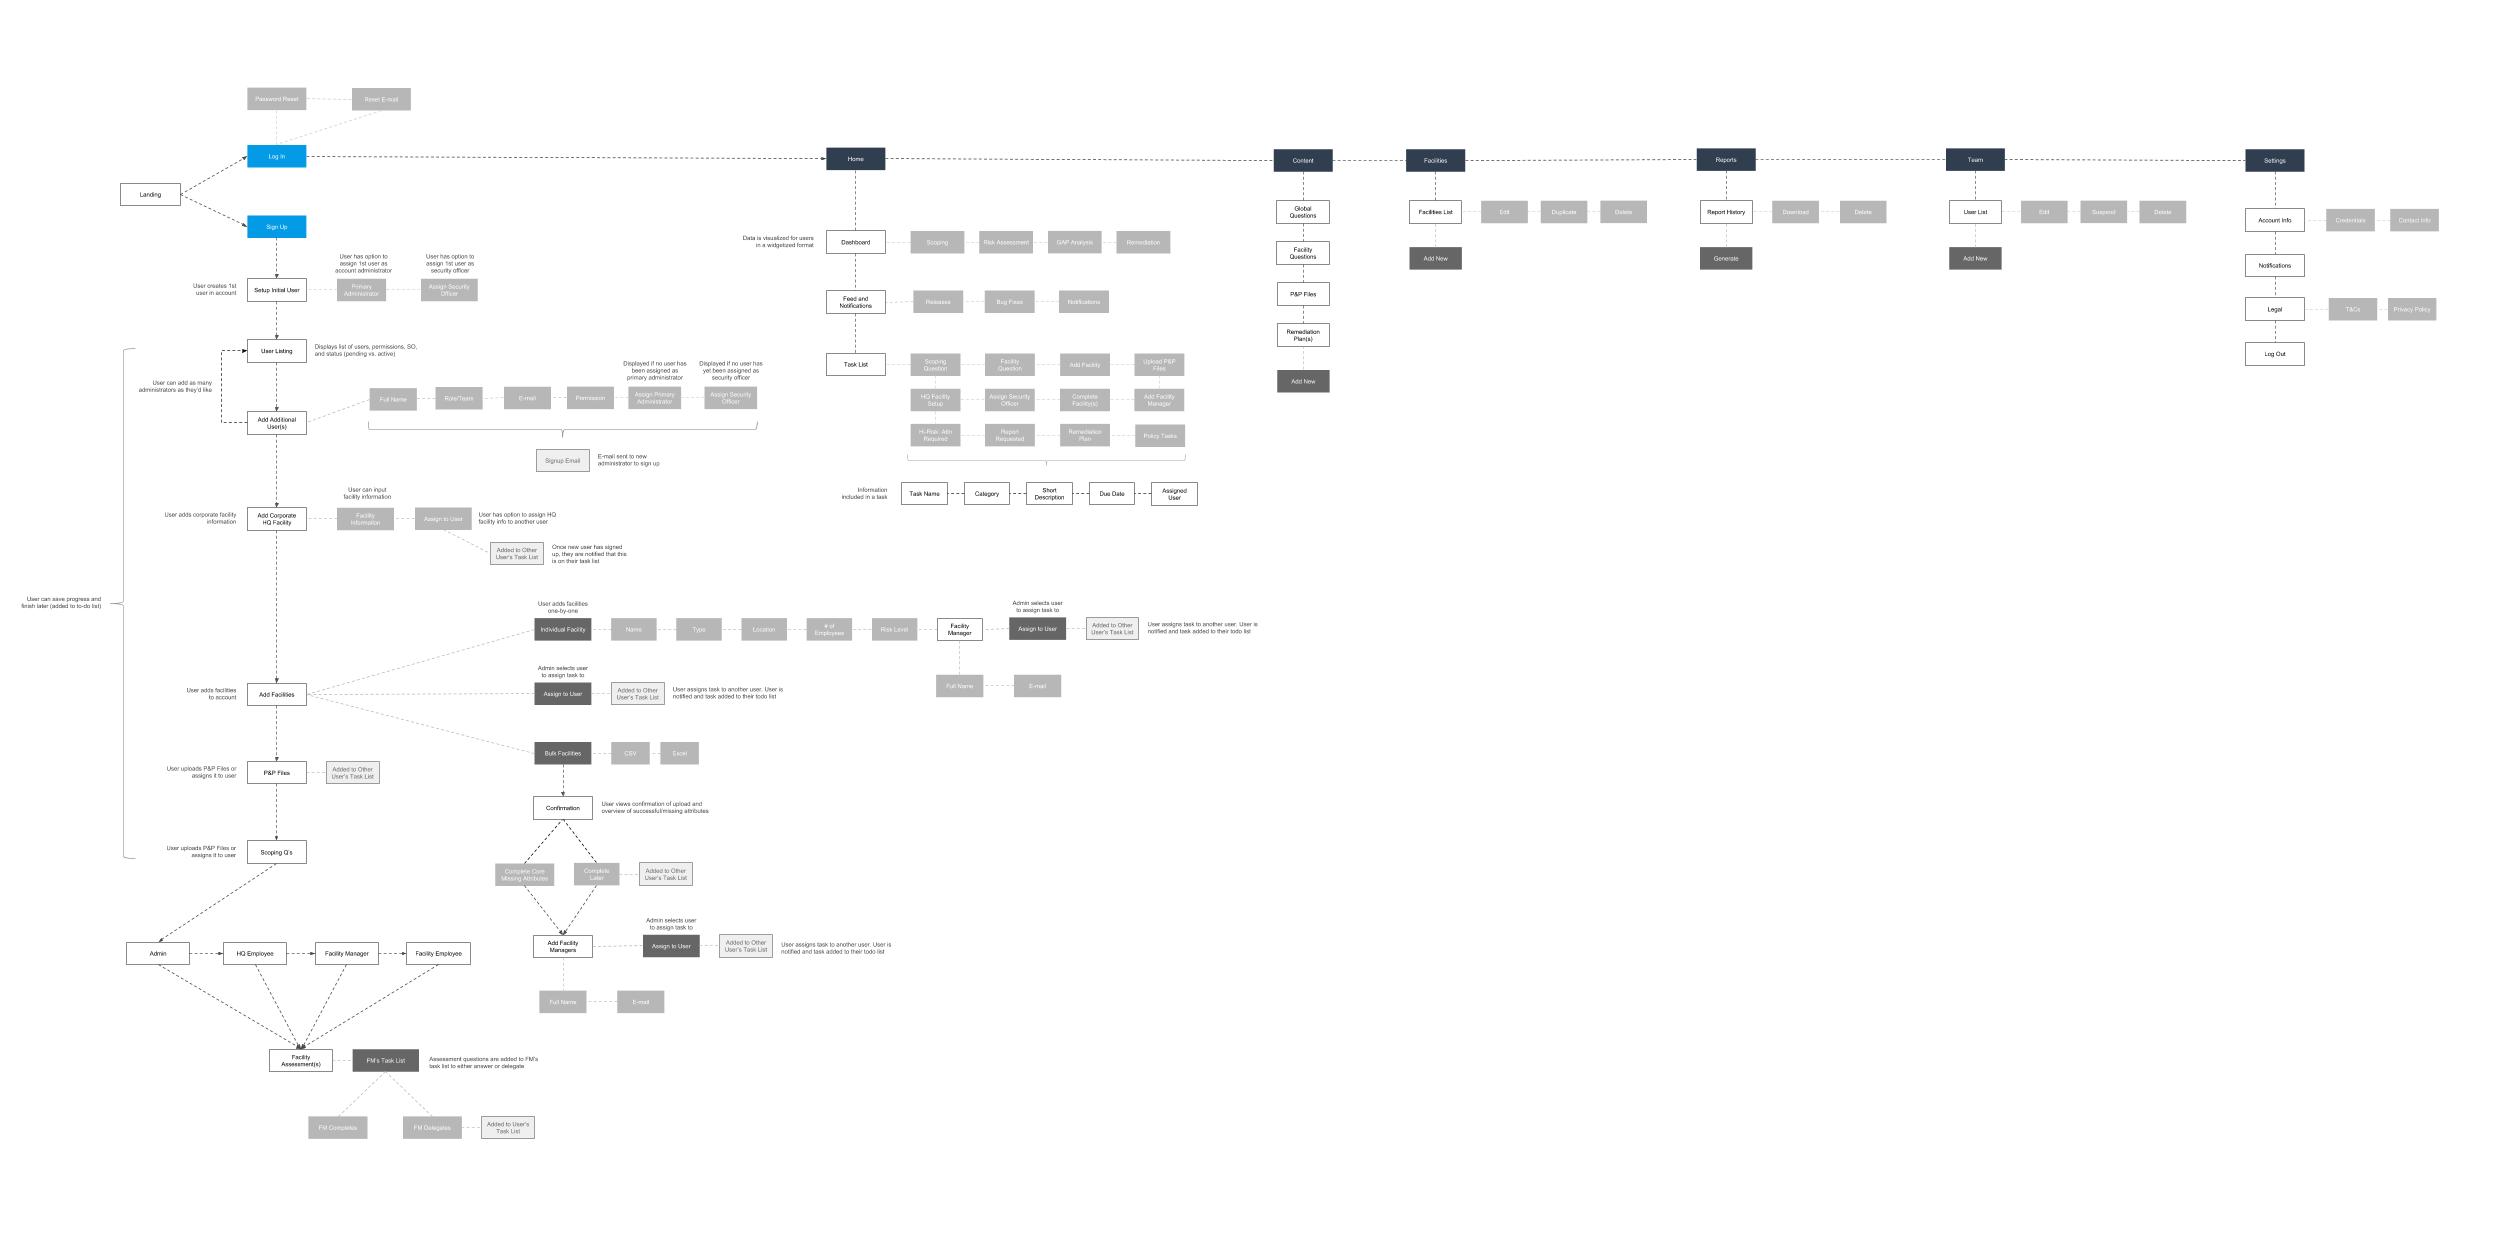 Password Reset
Reset E-mail
Log In
Landing
Sign Up
User has option to
assign 1st user as
account administrator
User has option to
assign 1st user as
security officer
User creates 1st
user in account
Setup Initial User
Primary
Administrator
Assign Security
Officer
User Listing
Displays list of users, permissions, SO,
and status (pending vs. active)
User can add as many
administrators as they'd like
Displayed if no user has
been assigned as
primary administrator
Displayed if no user has
yet been assigned as
security officer
Add Additional
User(s)
Full Name
Role/Team
E-mail
Permission
Assign Primary
Administrator
Assign Security
Officer
Signup Email
E-mail sent to new
administrator to sign up
User can input
facility information
User adds corporate facility
information
Add Corporate
HQ Facility
Facility
Information
Assign to User
User has option to assign HQ
facility info to another user
Added to Other
User's Task List
Once new user has signed
up, they are notified that this
is on their task list
User can save progress and
finish later (added to to-do list)
User adds facilities
one-by-one
Individual Facility
Name
Type
Location
# of
Employees
Risk Level
Facility
Manager
Admin selects user
to assign task to
Assign to User
Added to Other
User's Task List
User assigns task to another user. User is
notified and task added to their todo list
Full Name
E-mail
User adds facilities
to account
Add Facilities
Admin selects user
to assign task to
Assign to User
Added to Other
User's Task List
User assigns task to another user. User is
notified and task added to their todo list
Bulk Facilities
CSV
Excel
User uploads P&P Files or
assigns it to user
P&P Files
Added to Other
User's Task List
Confirmation
User views confirmation of upload and
overview of successful/missing attributes
User uploads P&P Files or
assigns it to user
Scoping Q's
Complete Core
Missing Attributes
Complete
Later
Added to Other
User's Task List
Admin
HQ Employee
Facility Manager
Facility Employee
Add Facility
Managers
Admin selects user
to assign task to
Assign to User
Added to Other
User's Task List
User assigns task to another user. User is
notified and task added to their todo list
Full Name
E-mail
Facility
Assessment(s)
FM's Task List
Assessment questions are added to FM's
task list to either answer or delegate
FM Completes
FM Delegates
Added to User's
Task List
Home
Data is visualized for users
in a widgetized format
Dashboard
Scoping
Risk Assessment
GAP Analysis
Remediation
Feed and
Notifications
Releases
Bug Fixes
Notifications
Task List
Scoping
Question
Facility
Question
Add Facility
Upload P&P
Files
HQ Facility
Setup
Assign Security
Officer
Complete
Facility(s)
Add Facility
Manager
Hi-Risk: Attn
Required
Report
Requested
Remediation
Plan
Policy Tasks
Information
included in a task
Task Name
Category
Short
Description
Due Date
Assigned
User
Content
Global
Questions
Facility
Questions
P&P Files
Remediation
Plan(s)
Add New
Facilities
Facilities List
Edit
Duplicate
Delete
Add New
Reports
Report History
Download
Delete
Generate
Team
User List
Edit
Suspend
Delete
Add New
Settings
Account Info
Credentials
Contact Info
Notifications
Legal
T&Cs
Privacy Policy
Log Out